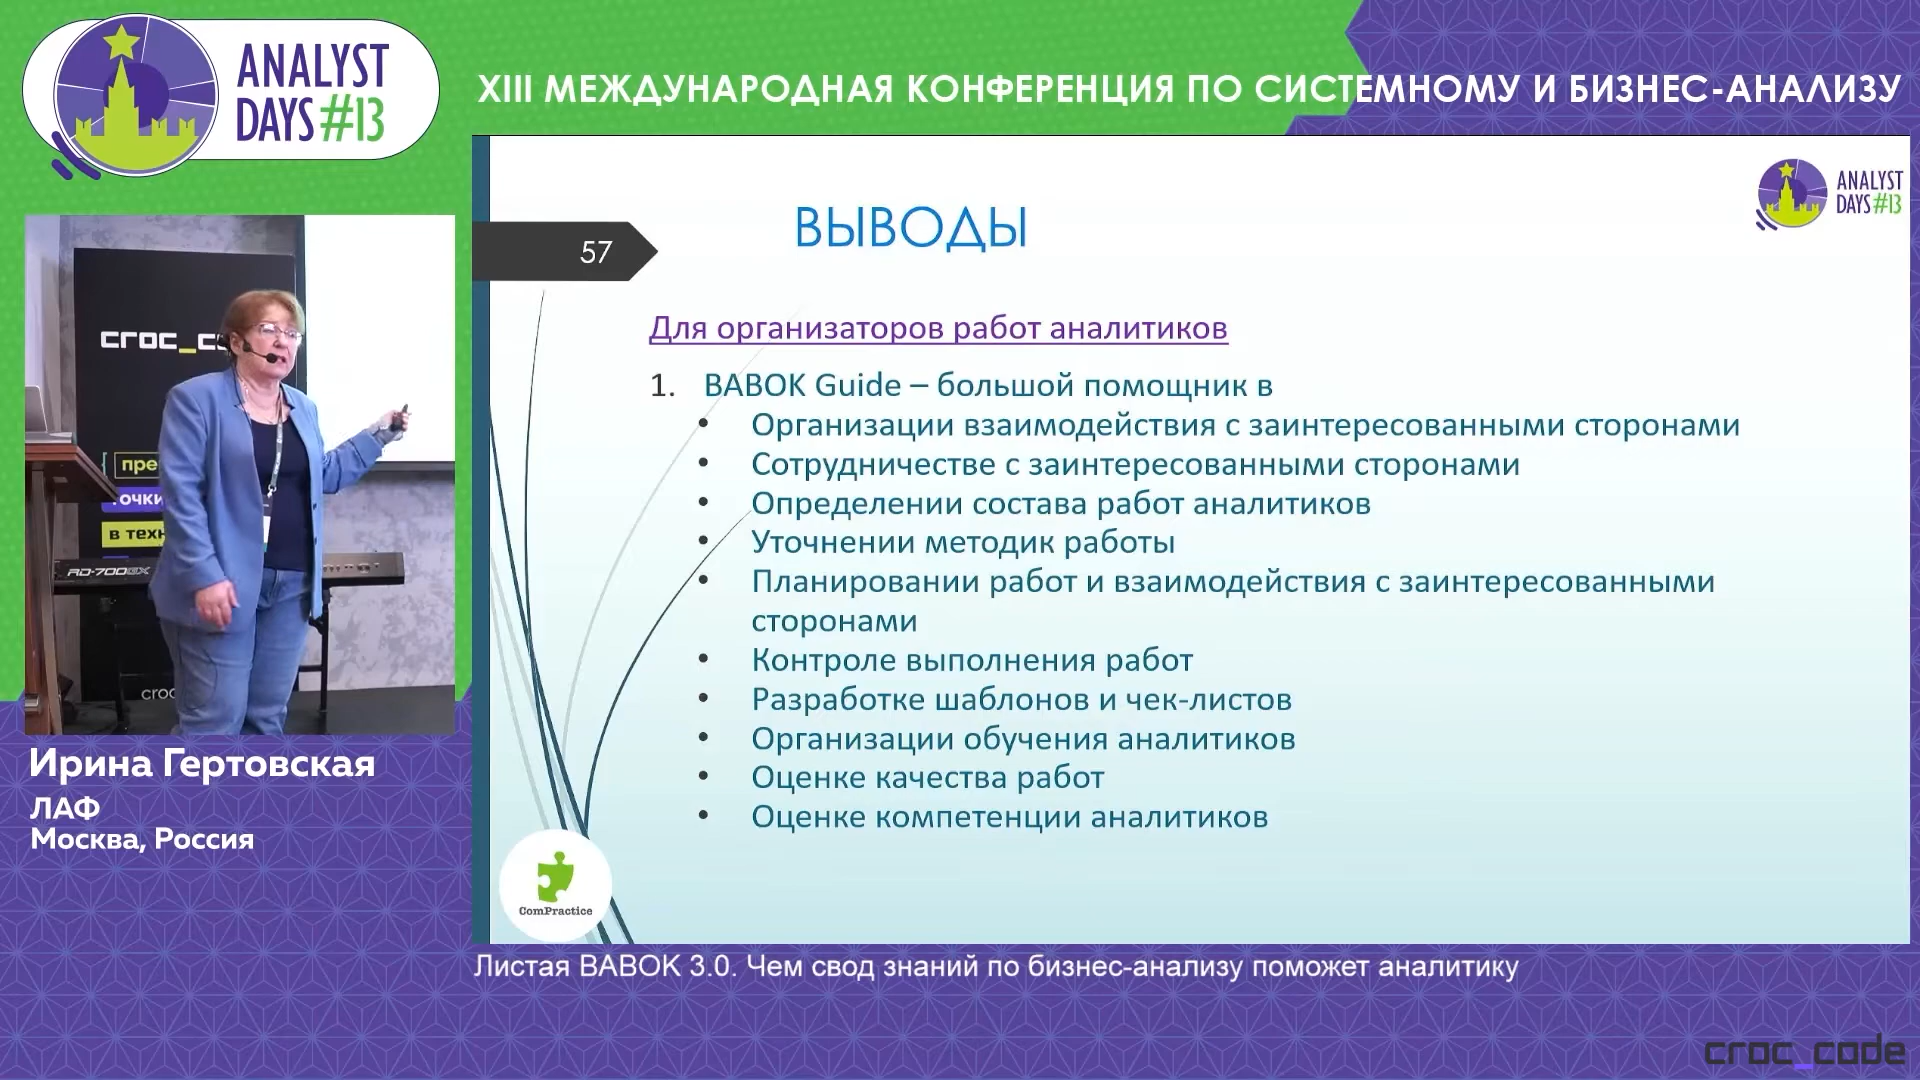 ANALYST
DAYS #13
XIII МЕЖДУНАРОДНАЯ КОНФЕРЕНЦИЯ ПО СИСТЕМНОМУ И БИЗНЕС-АНАЛИЗУ
ANALYST
DAYS #13
57
ВЫВОДЫ
Для организаторов работ аналитиков
1. BABOK Guide – большой помощник в
• Организации взаимодействия с заинтересованными сторонами
• Сотрудничестве с заинтересованными сторонами
• Определении состава работ аналитиков
• Уточнении методик работы
• Планировании работ и взаимодействия с заинтересованными
сторонами
• Контроле выполнения работ
• Разработке шаблонов и чек-листов
• Организации обучения аналитиков
• Оценке качества работ
• Оценке компетенции аналитиков
ComPractice
RD-700GX
Ирина Гертовская
ЛАФ
Москва, Россия
Листая BABOK 3.0. Чем свод знаний по бизнес-анализу поможет аналитику
croc_code